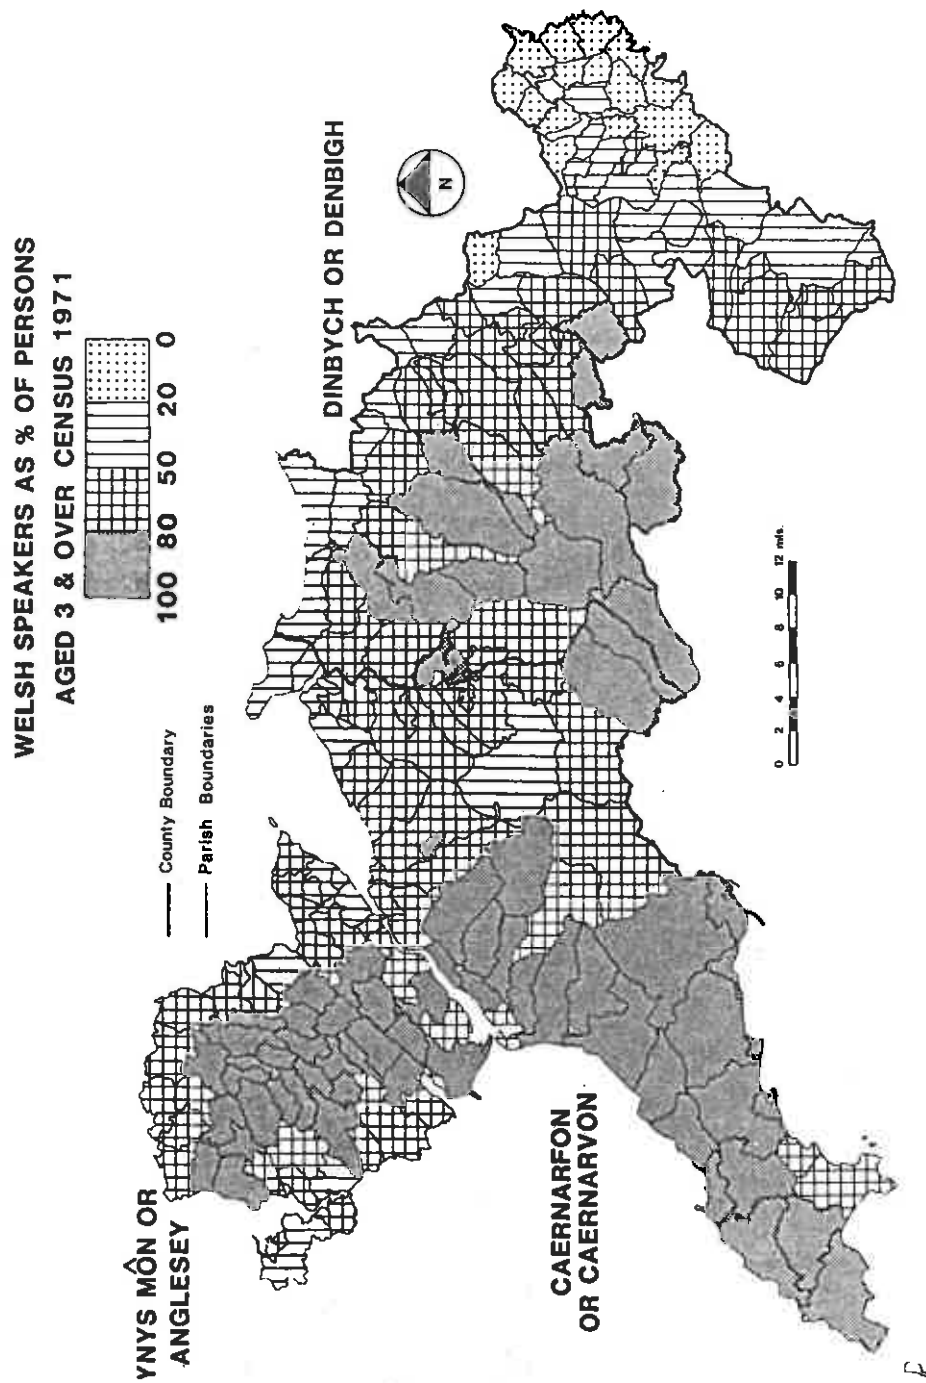 WELSH SPEAKERS AS % OF PERSONS
AGED 3 & OVER CENSUS 1971
100 80 50 20 0
County Boundary
Parish Boundaries
YNYS MÔN OR
ANGLESEY
DINBYCH OR DENBIGH
N
CAERNARFON
OR CAERNARVON
0 2 4 6 8 10 12 mls.